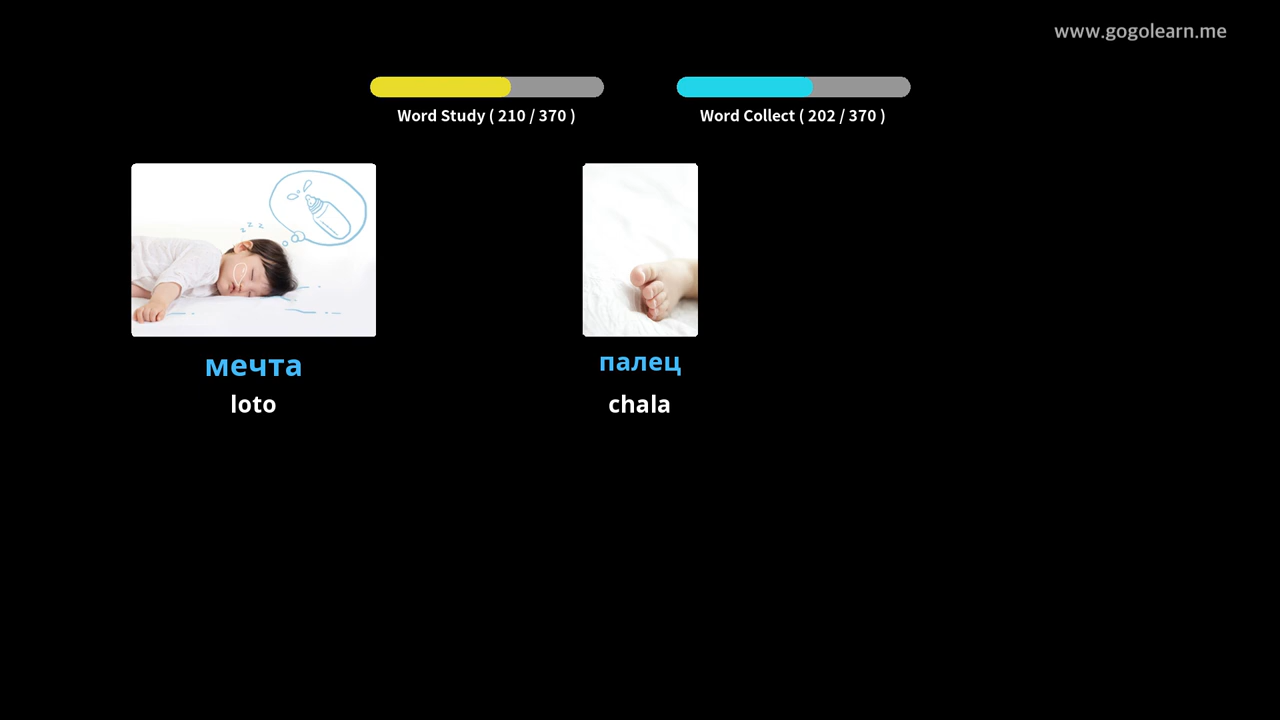 www.gogolearn.me
Word Study ( 210 / 370 )
Word Collect ( 202 / 370 )
z z z
мечта
loto
палец
chala